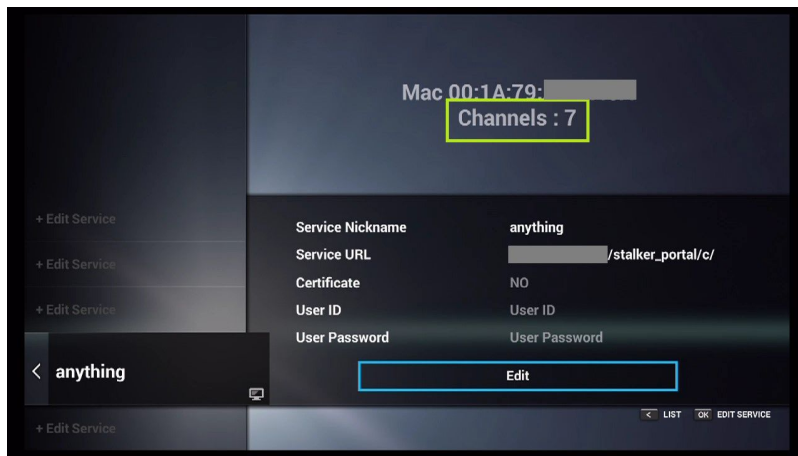 Mac 00:1A:79:
Channels : 7
+ Edit Service
+ Edit Service
+ Edit Service
anything
+ Edit Service
Service Nickname anything
Service URL /stalker_portal/c/
Certificate NO
User ID User ID
User Password User Password
Edit
< LIST OK EDIT SERVICE